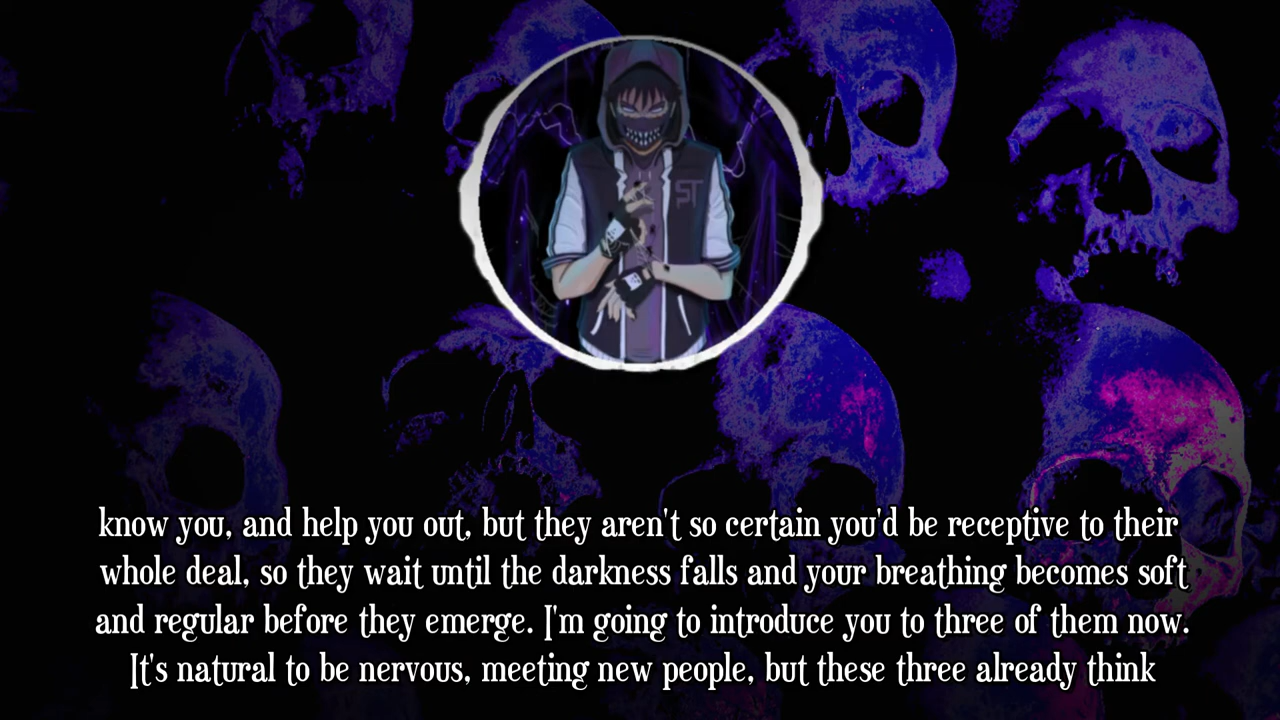 ST
know you, and help you out, but they aren't so certain you'd be receptive to their
whole deal, so they wait until the darkness falls and your breathing becomes soft
and regular before they emerge. I'm going to introduce you to three of them now.
It's natural to be nervous, meeting new people, but these three already think